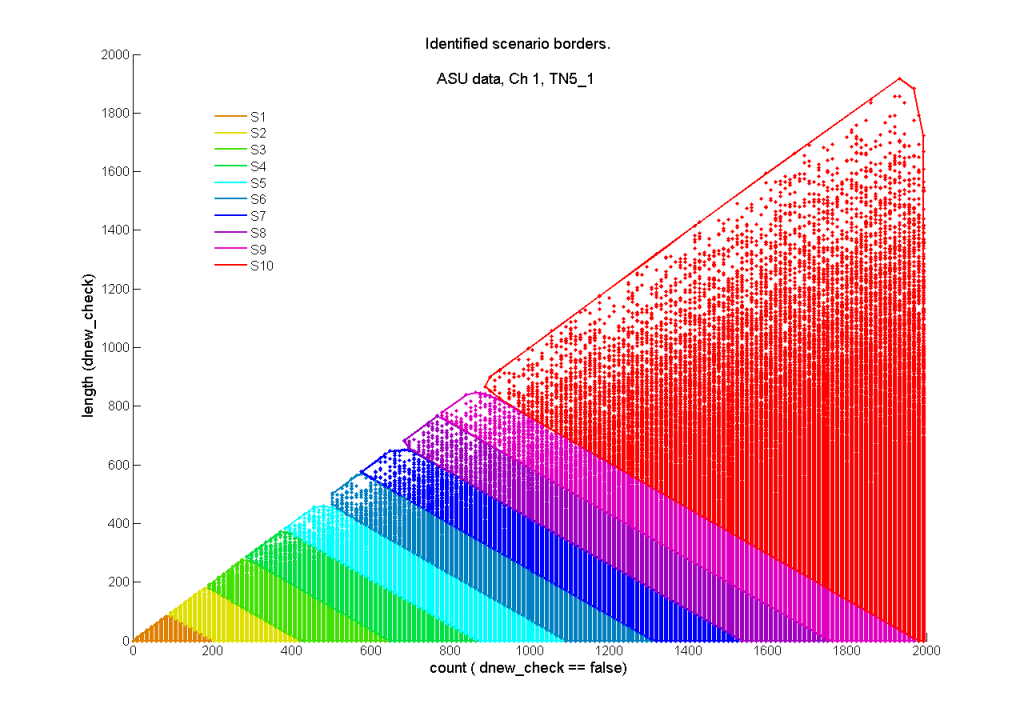 Identified scenario borders.
ASU data, Ch 1, TN5_1
2000
1800
1600
1400
1200
1000
800
600
400
200
0
length (dnew_check)
S1
S2
S3
S4
S5
S6
S7
S8
S9
S10
0 200 400 600 800 1000 1200 1400 1600 1800 2000
count ( dnew_check == false)